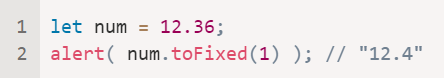 1 let num = 12.36;
2 alert( num.toFixed(1) ); // "12.4"